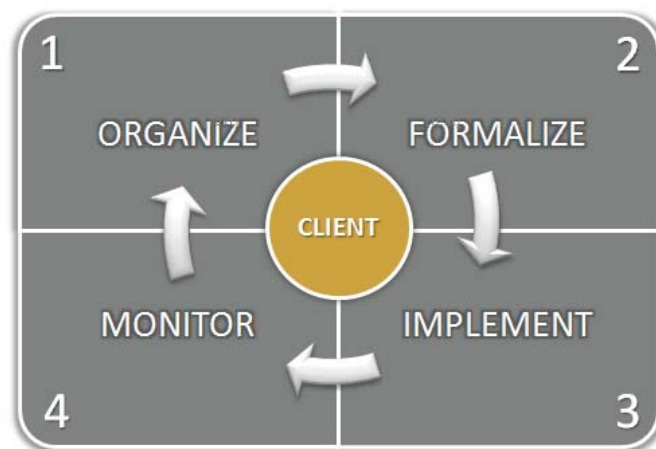 1
2
ORGANIZE
FORMALIZE
CLIENT
MONITOR
IMPLEMENT
4
3